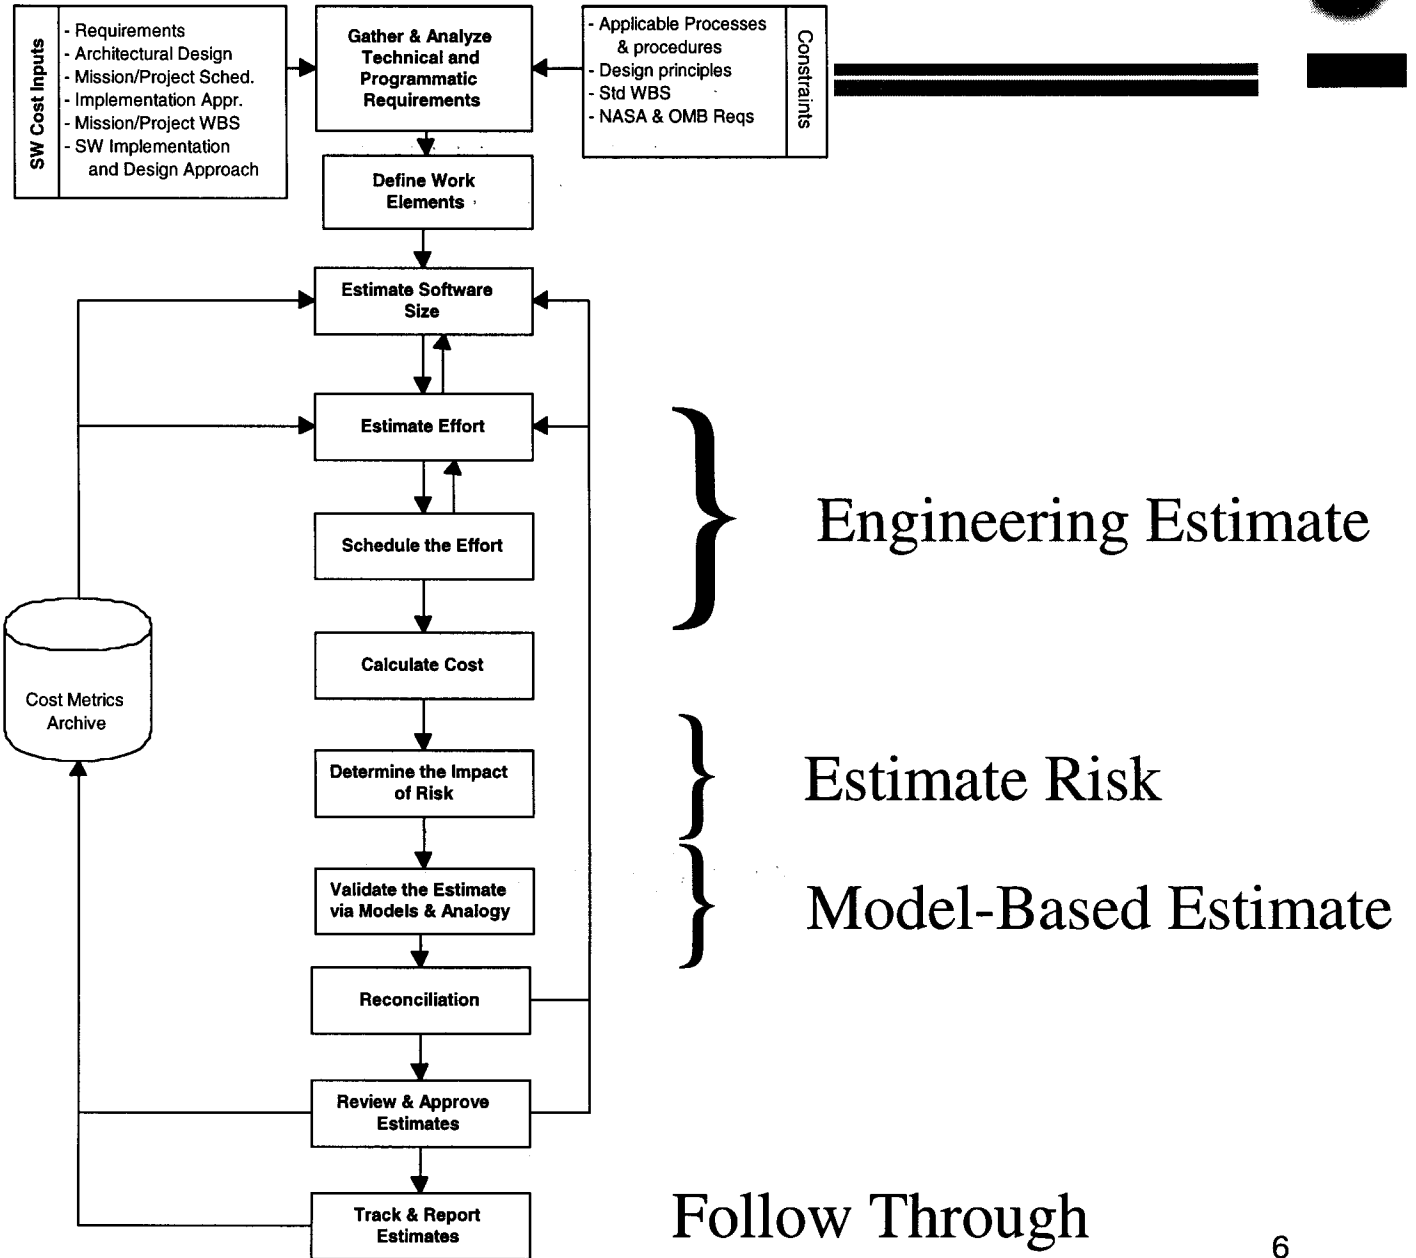 SW Cost Inputs
- Requirements
- Architectural Design
- Mission/Project Sched.
- Implementation Appr.
- Mission/Project WBS
- SW Implementation
and Design Approach
Gather & Analyze
Technical and
Programmatic
Requirements
- Applicable Processes
& procedures
- Design principles
- Std WBS
- NASA & OMB Reqs
Constraints
Define Work
Elements
Estimate Software
Size
Estimate Effort
Schedule the Effort
Engineering Estimate
Calculate Cost
Cost Metrics
Archive
Determine the Impact
of Risk
Estimate Risk
Validate the Estimate
via Models & Analogy
Model-Based Estimate
Reconciliation
Review & Approve
Estimates
Track & Report
Estimates
Follow Through
6